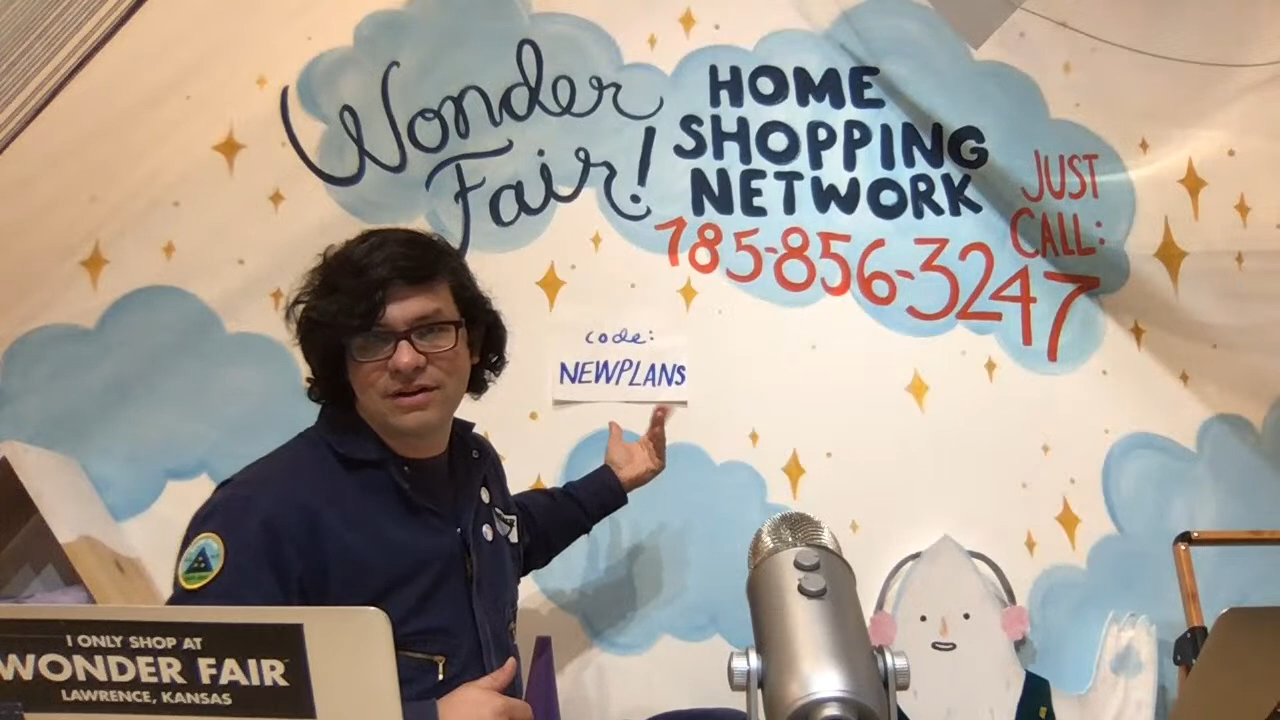 Wonder
Fair!
HOME
SHOPPING
NETWORK
JUST
CALL:
785-856-3247
code:
NEWPLANS
I ONLY SHOP AT
WONDER FAIR
LAWRENCE, KANSAS